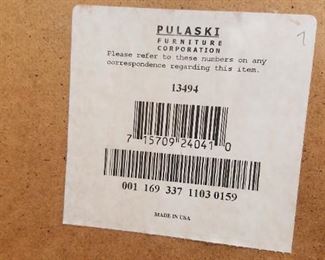 PULASKI
FURNITURE
CORPORATION
Please refer to these numbers on any
correspondence regarding this item.
13494
7 15709 24041 0
001 169 337 1103 0159
MADE IN USA